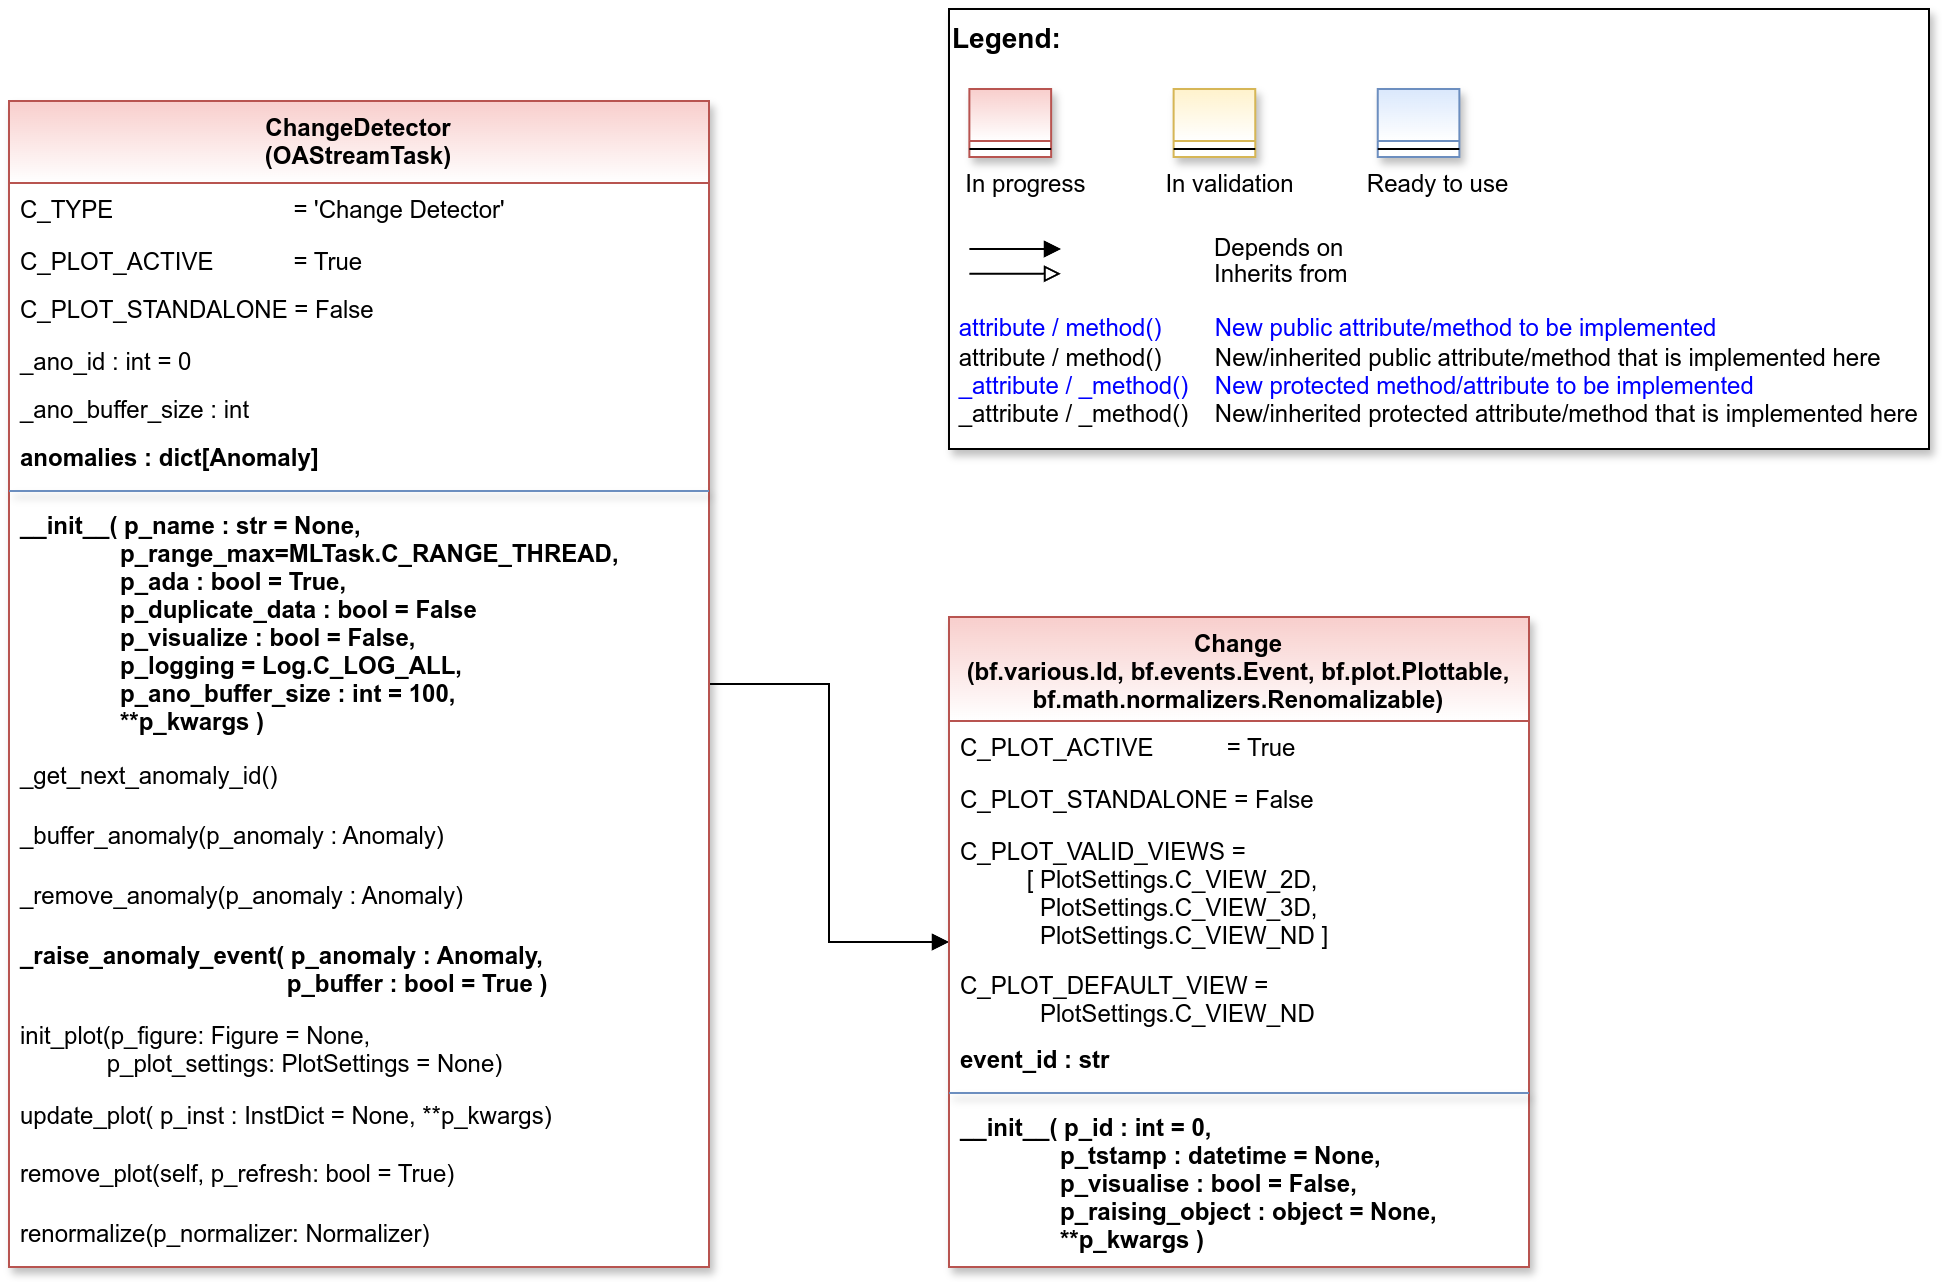 Legend:
In progress
In validation
Ready to use
Depends on
Inherits from
attribute / method() New public attribute/method to be implemented
attribute / method() New/inherited public attribute/method that is implemented here
_attribute / _method() New protected method/attribute to be implemented
_attribute / _method() New/inherited protected attribute/method that is implemented here
ChangeDetector
(OAStreamTask)
C_TYPE = 'Change Detector'
C_PLOT_ACTIVE = True
C_PLOT_STANDALONE = False
_ano_id : int = 0
_ano_buffer_size : int
anomalies : dict[Anomaly]
__init__( p_name : str = None,
p_range_max=MLTask.C_RANGE_THREAD,
p_ada : bool = True,
p_duplicate_data : bool = False
p_visualize : bool = False,
p_logging = Log.C_LOG_ALL,
p_ano_buffer_size : int = 100,
**p_kwargs )
_get_next_anomaly_id()
_buffer_anomaly(p_anomaly : Anomaly)
_remove_anomaly(p_anomaly : Anomaly)
_raise_anomaly_event( p_anomaly : Anomaly,
p_buffer : bool = True )
init_plot(p_figure: Figure = None,
p_plot_settings: PlotSettings = None)
update_plot( p_inst : InstDict = None, **p_kwargs)
remove_plot(self, p_refresh: bool = True)
renormalize(p_normalizer: Normalizer)
Change
(bf.various.Id, bf.events.Event, bf.plot.Plottable,
bf.math.normalizers.Renomalizable)
C_PLOT_ACTIVE = True
C_PLOT_STANDALONE = False
C_PLOT_VALID_VIEWS =
[ PlotSettings.C_VIEW_2D,
PlotSettings.C_VIEW_3D,
PlotSettings.C_VIEW_ND ]
C_PLOT_DEFAULT_VIEW =
PlotSettings.C_VIEW_ND
event_id : str
__init__( p_id : int = 0,
p_tstamp : datetime = None,
p_visualise : bool = False,
p_raising_object : object = None,
**p_kwargs )